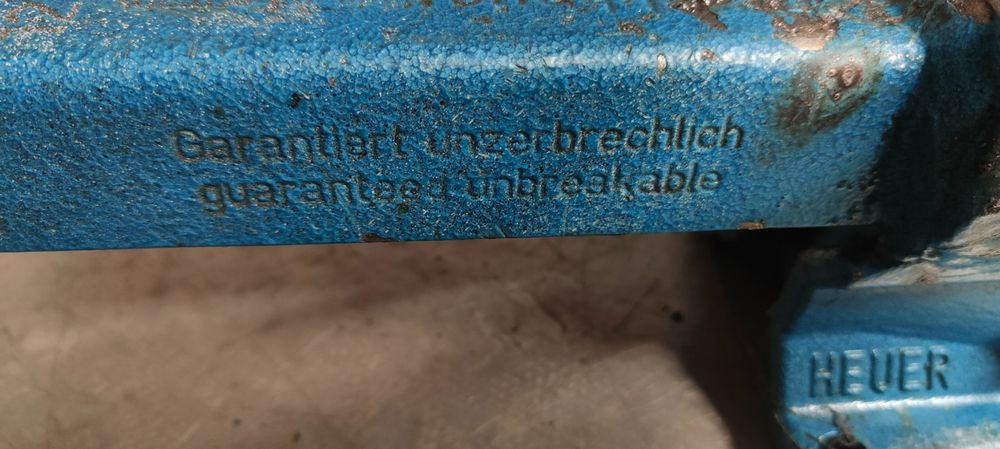 Garantiert unzerbrechlich
guaranteed unbreakable
HEUER